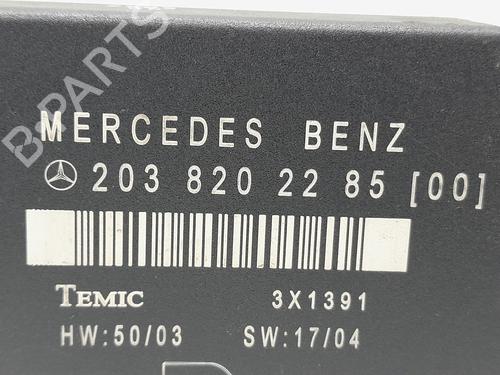 MERCEDES BENZ
203 820 22 85 [00]
TEMIC 3X1391
HW:50/03 SW:17/04
B-PARTS